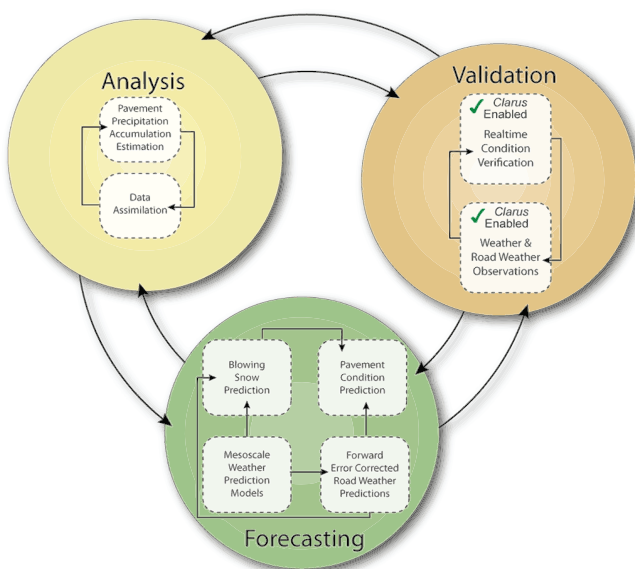 Analysis
Pavement
Precipitation
Accumulation
Estimation
Data
Assimilation
Validation
Clarus
Enabled
Realtime
Condition
Verification
Clarus
Enabled
Weather &
Road Weather
Observations
Blowing
Snow
Prediction
Pavement
Condition
Prediction
Mesoscale
Weather
Prediction
Models
Forward
Error Corrected
Road Weather
Predictions
Forecasting